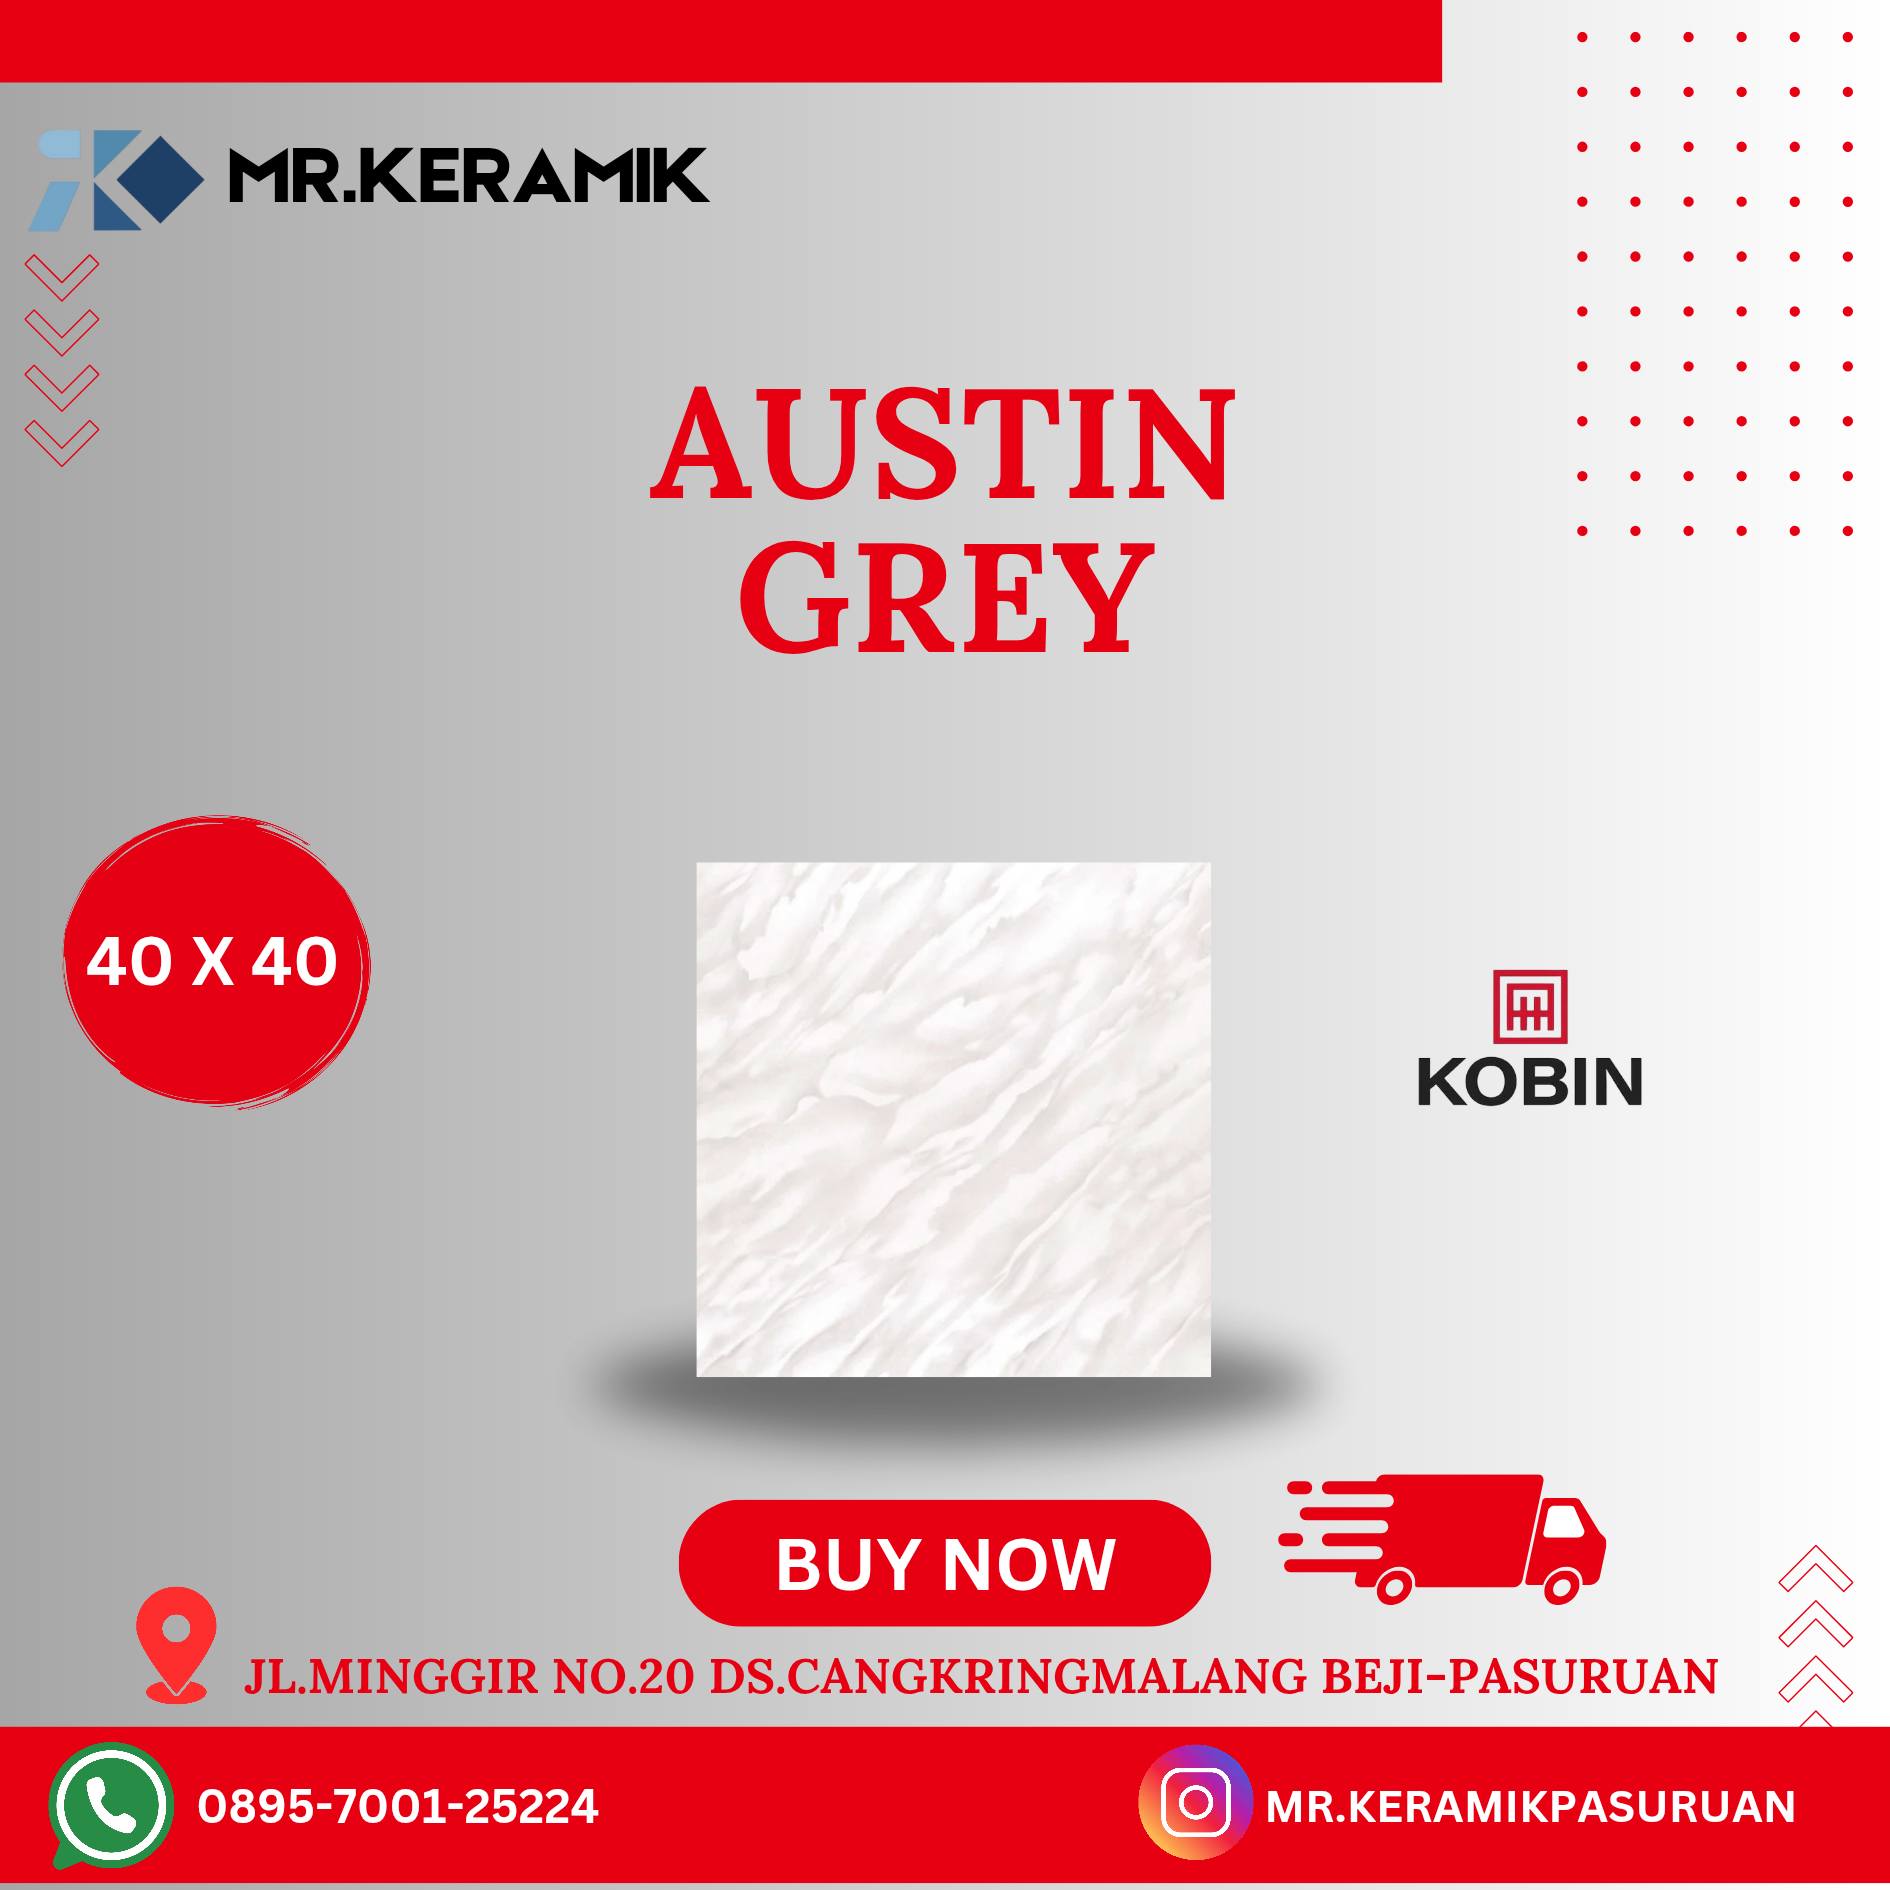 MR.KERAMIK
AUSTIN
GREY
40 X 40
KOBIN
BUY NOW
JL.MINGGIR NO.20 DS.CANGKRINGMALANG BEJI-PASURUAN
0895-7001-25224
MR.KERAMIKPASURUAN